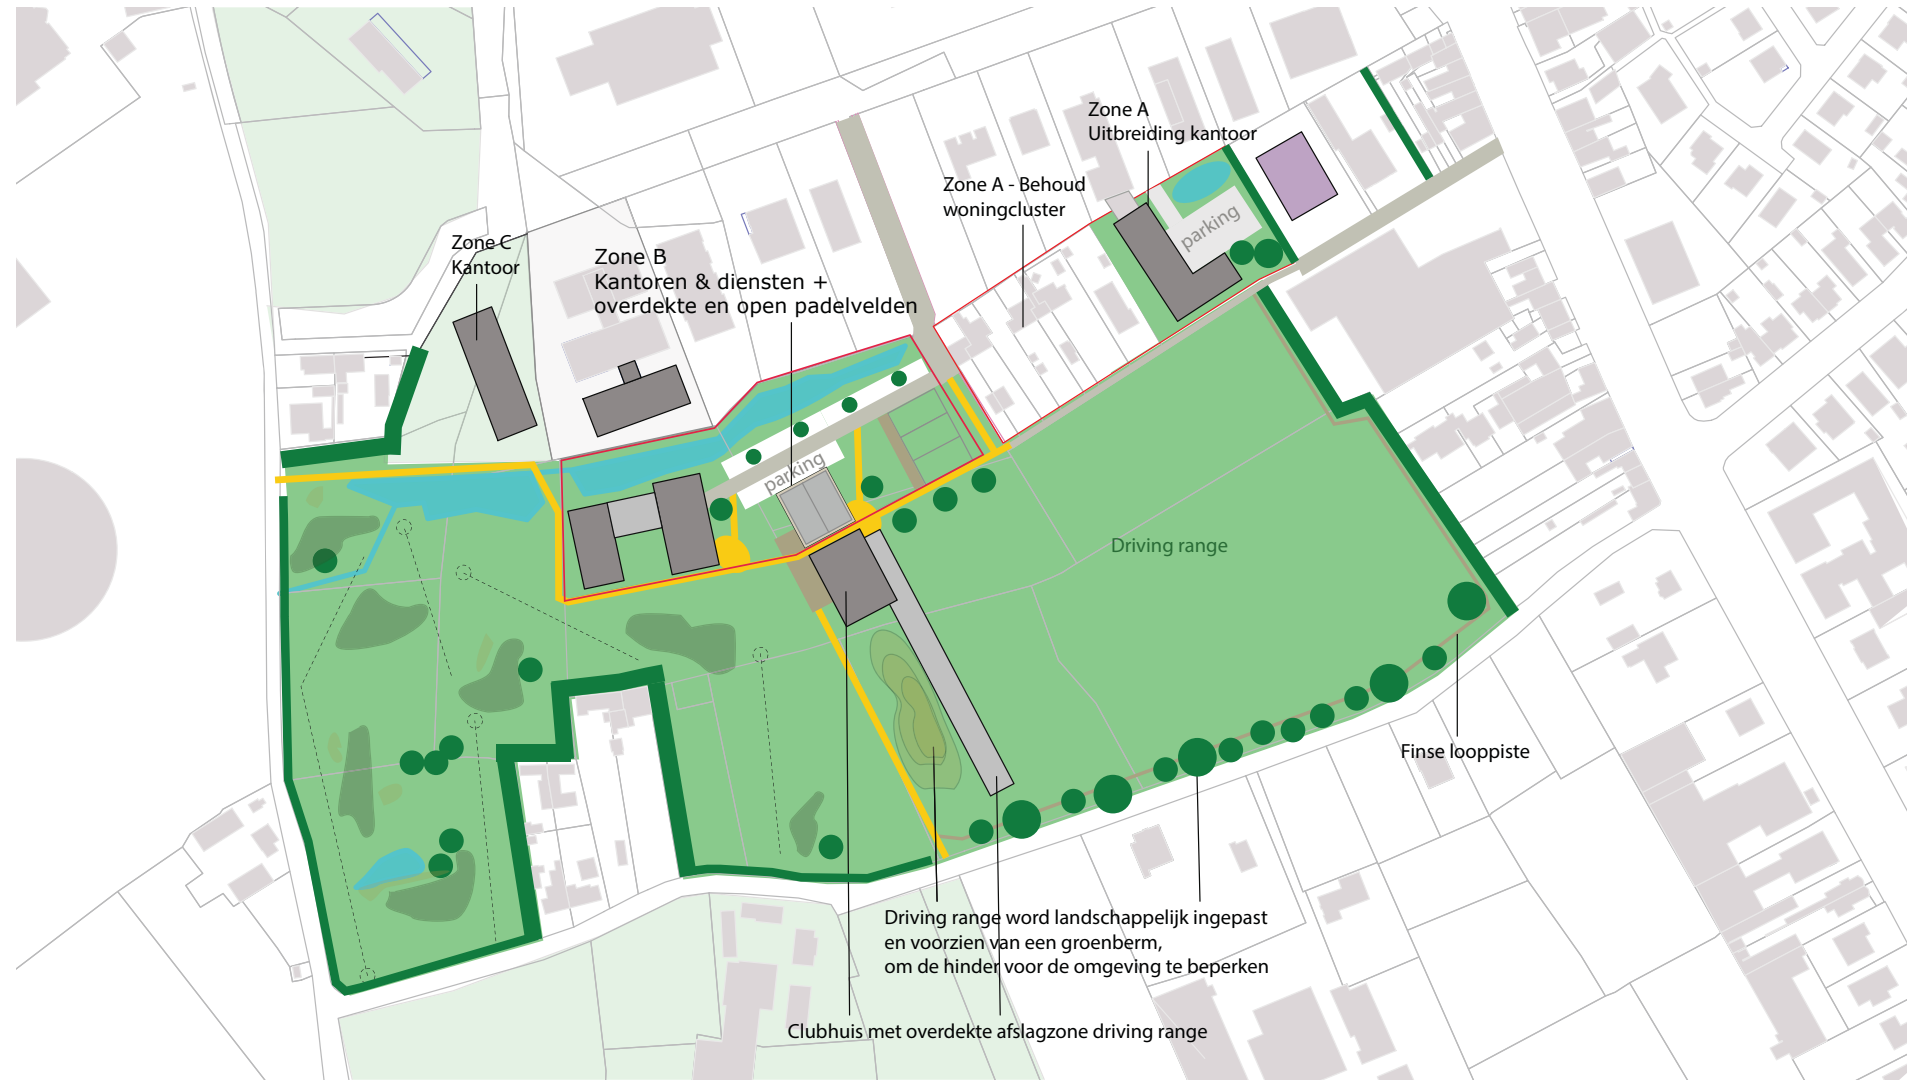 Zone A
Uitbreiding kantoor
Zone A - Behoud
woningcluster
parking
Zone C
Kantoor
Zone B
Kantoren & diensten +
overdekte en open padelvelden
parking
Driving range
Finse looppiste
Driving range word landschappelijk ingepast
en voorzien van een groenberm,
om de hinder voor de omgeving te beperken
Clubhuis met overdekte afslagzone driving range